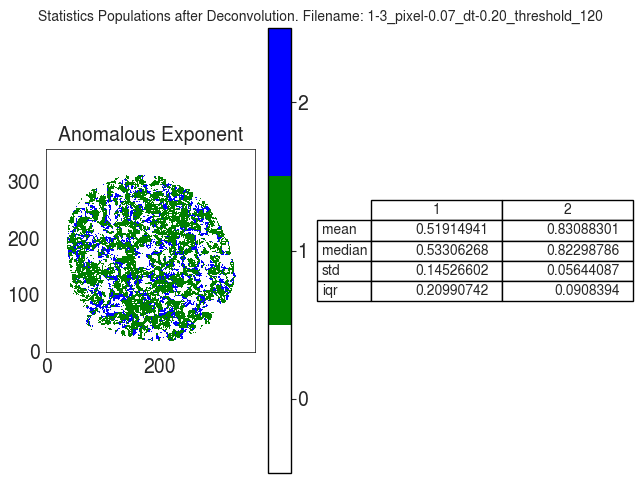 Statistics Populations after Deconvolution. Filename: 1-3_pixel-0.07_dt-0.20_threshold_120
Anomalous Exponent
300
200
100
0
0 200
2
1
0
1 2
mean 0.51914941 0.83088301
median 0.53306268 0.82298786
std 0.14526602 0.05644087
iqr 0.20990742 0.0908394